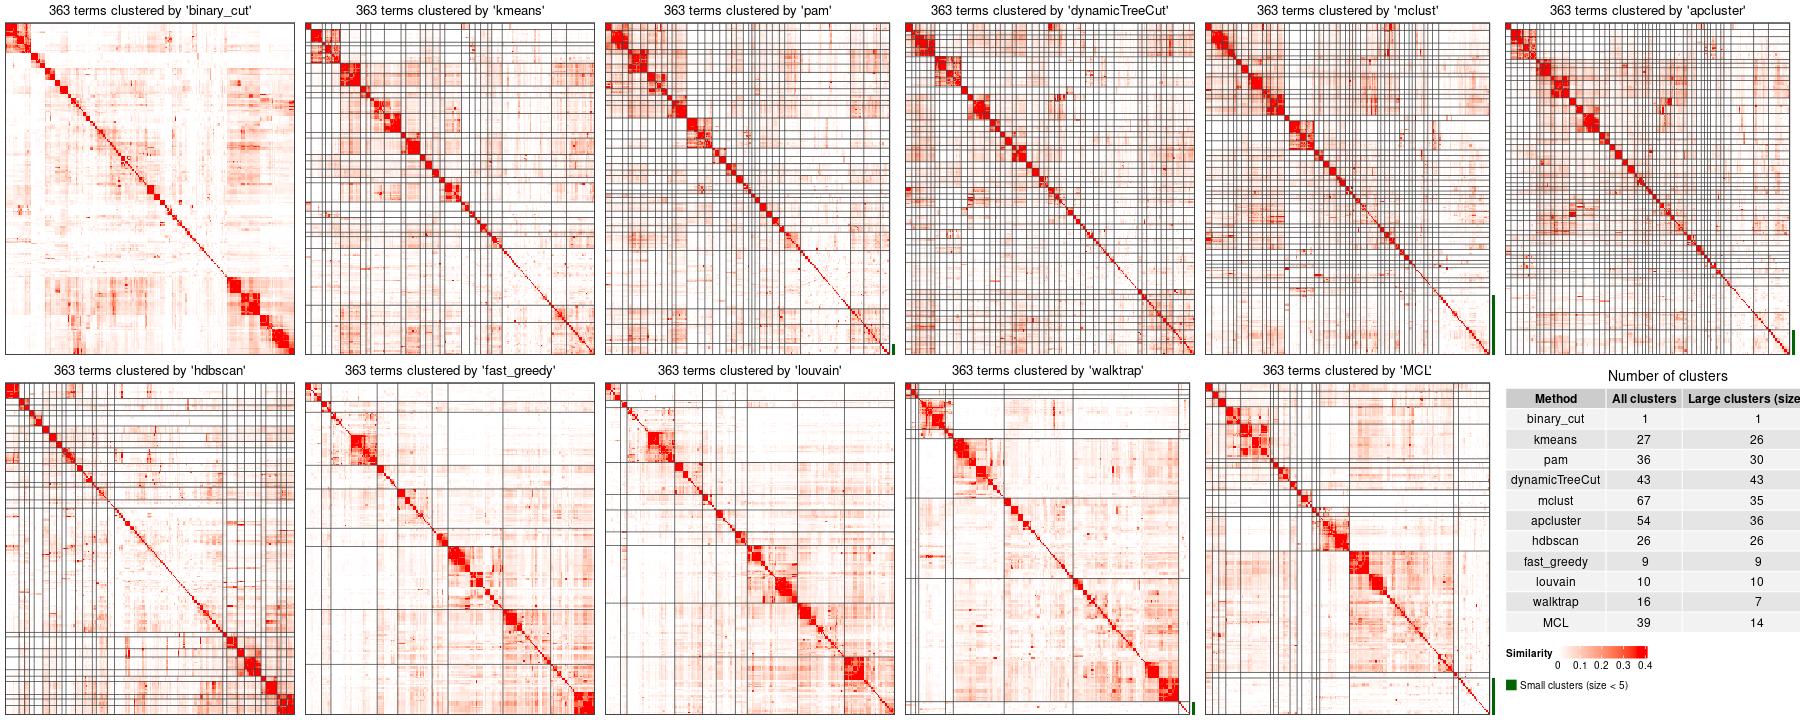 363 terms clustered by 'binary_cut'
363 terms clustered by 'kmeans'
363 terms clustered by 'pam'
363 terms clustered by 'dynamicTreeCut'
363 terms clustered by 'mclust'
363 terms clustered by 'apcluster'
363 terms clustered by 'hdbscan'
363 terms clustered by 'fast_greedy'
363 terms clustered by 'louvain'
363 terms clustered by 'walktrap'
363 terms clustered by 'MCL'
Number of clusters
Method All clusters Large clusters (size
binary_cut 1 1
kmeans 27 26
pam 36 30
dynamicTreeCut 43 43
mclust 67 35
apcluster 54 36
hdbscan 26 26
fast_greedy 9 9
louvain 10 10
walktrap 16 7
MCL 39 14
Similarity
0 0.1 0.2 0.3 0.4
Small clusters (size < 5)